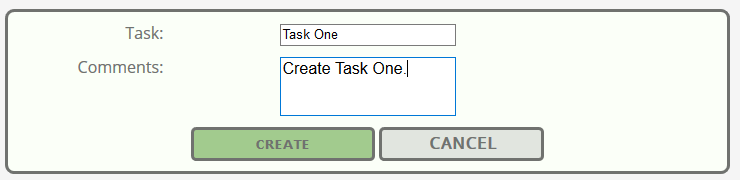 Task: Task One
Comments: Create Task One.
CREATE CANCEL